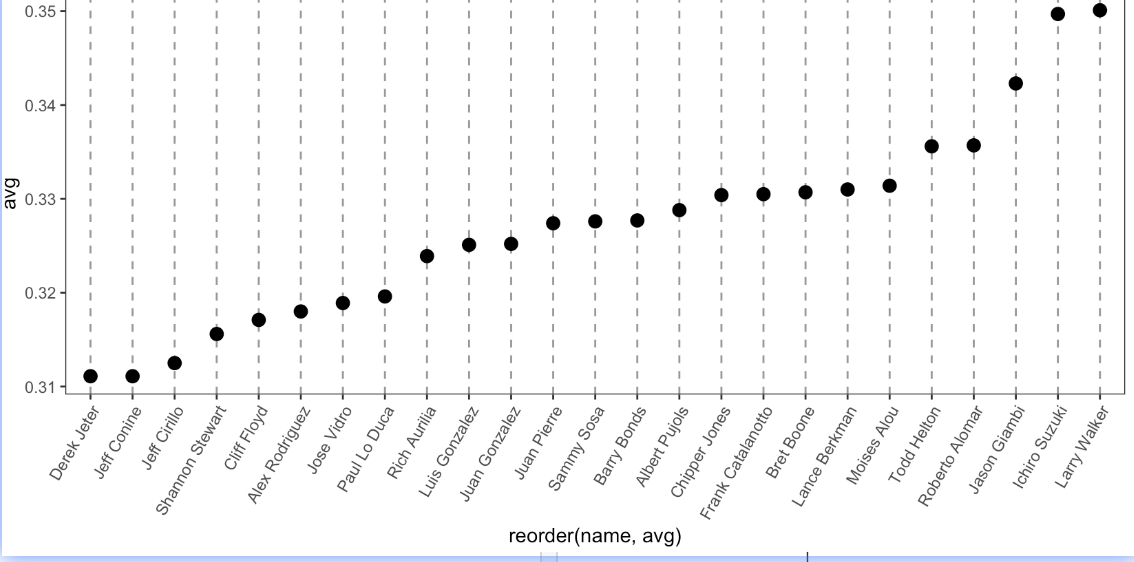 0.35
0.34
0.33
0.32
0.31
avg
Derek Jeter
Jeff Conine
Jeff Cirillo
Shannon Stewart
Cliff Floyd
Alex Rodriguez
Jose Vidro
Paul Lo Duca
Rich Aurilia
Luis Gonzalez
Juan Gonzalez
Juan Pierre
Sammy Sosa
Barry Bonds
Albert Pujols
Chipper Jones
Frank Catalanotto
Bret Boone
Lance Berkman
Moises Alou
Todd Helton
Roberto Alomar
Jason Giambi
Ichiro Suzuki
Larry Walker
reorder(name, avg)